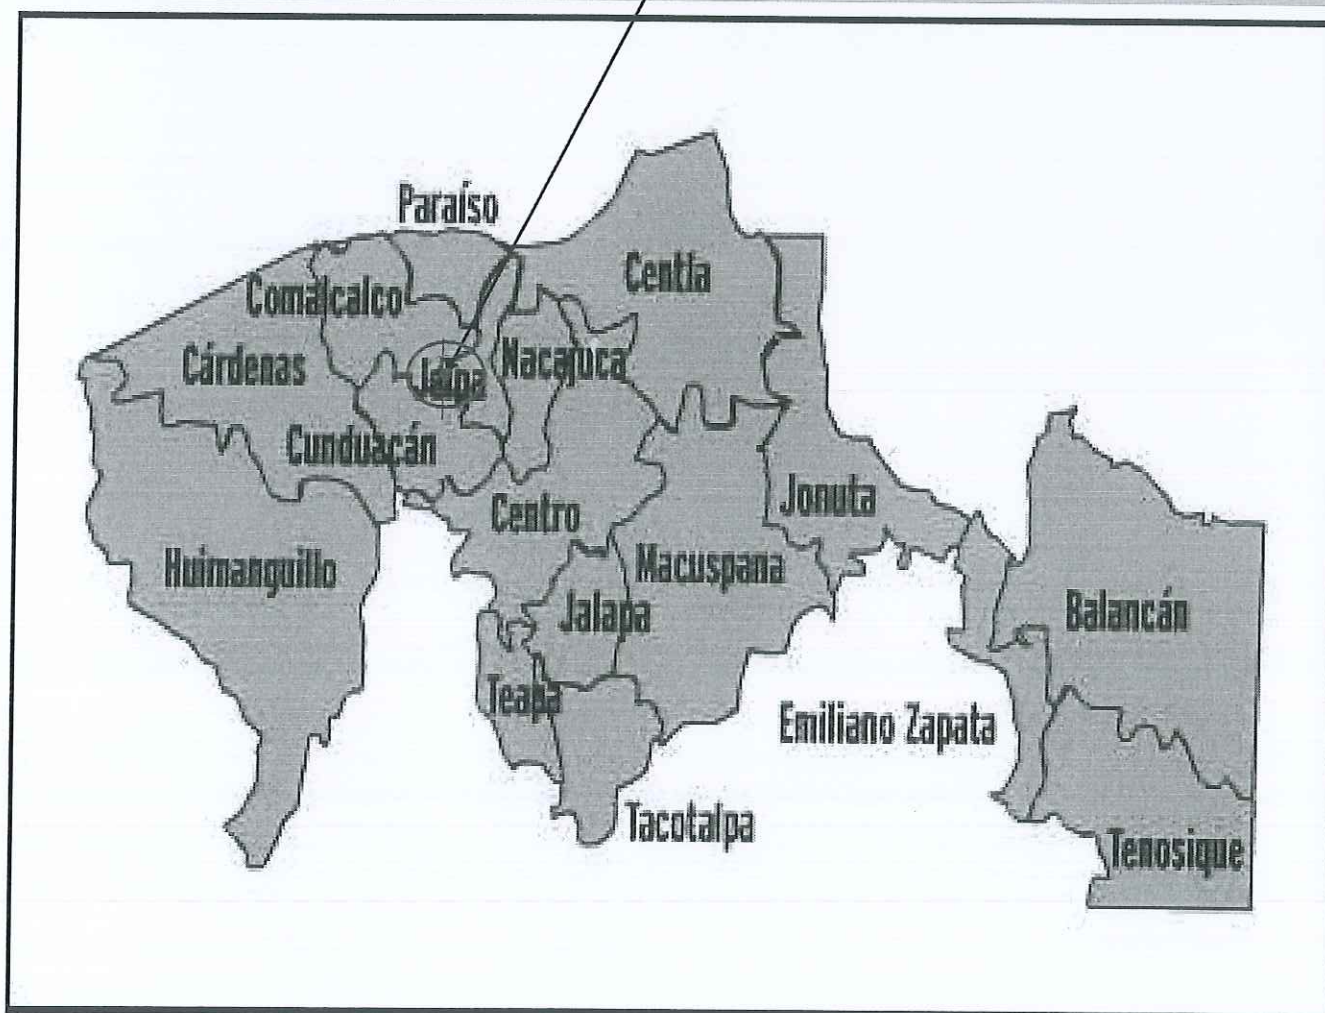 Paraíso
Centla
Comalcalco
Nacajuca
Cárdenas
Jalpa
Cunduacán
Jonuta
Centro
Huimanguillo
Macuspana
Jalapa
Balancán
Teapa
Emiliano Zapata
Tacotalpa
Tenosique